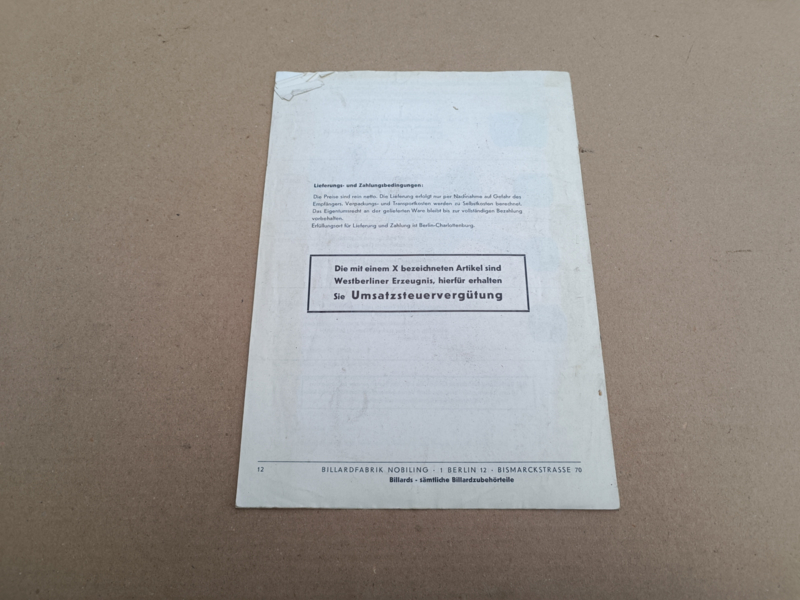 Lieferungs- und Zahlungsbedingungen:
Die Preise sind rein netto. Die Lieferung erfolgt nur per Nachnahme auf Gefahr des
Empfängers. Verpackungs- und Transportkosten werden zu Selbstkosten berechnet.
Das Eigentumsrecht an der gelieferten Ware bleibt bis zur vollständigen Bezahlung
vorbehalten.
Erfüllungsort für Lieferung und Zahlung ist Berlin-Charlottenburg.
Die mit einem X bezeichneten Artikel sind
Westberliner Erzeugnis, hierfür erhalten
Sie Umsatzsteuervergütung
12 BILLARDFABRIK NOBILING · 1 BERLIN 12 · BISMARCKSTRASSE 70
Billards - sämtliche Billardzubehörteile